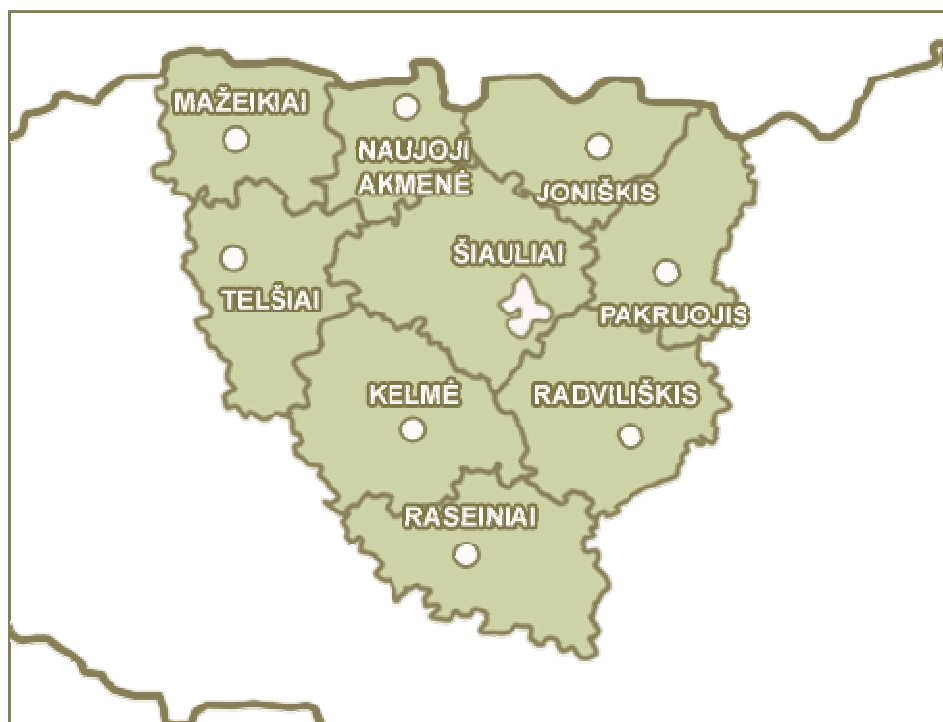 MAŽEIKIAI
NAUJOJI
AKMENĖ
JONIŠKIS
ŠIAULIAI
TELŠIAI
PAKRUOJIS
KELMĖ
RADVILIŠKIS
RASEINIAI